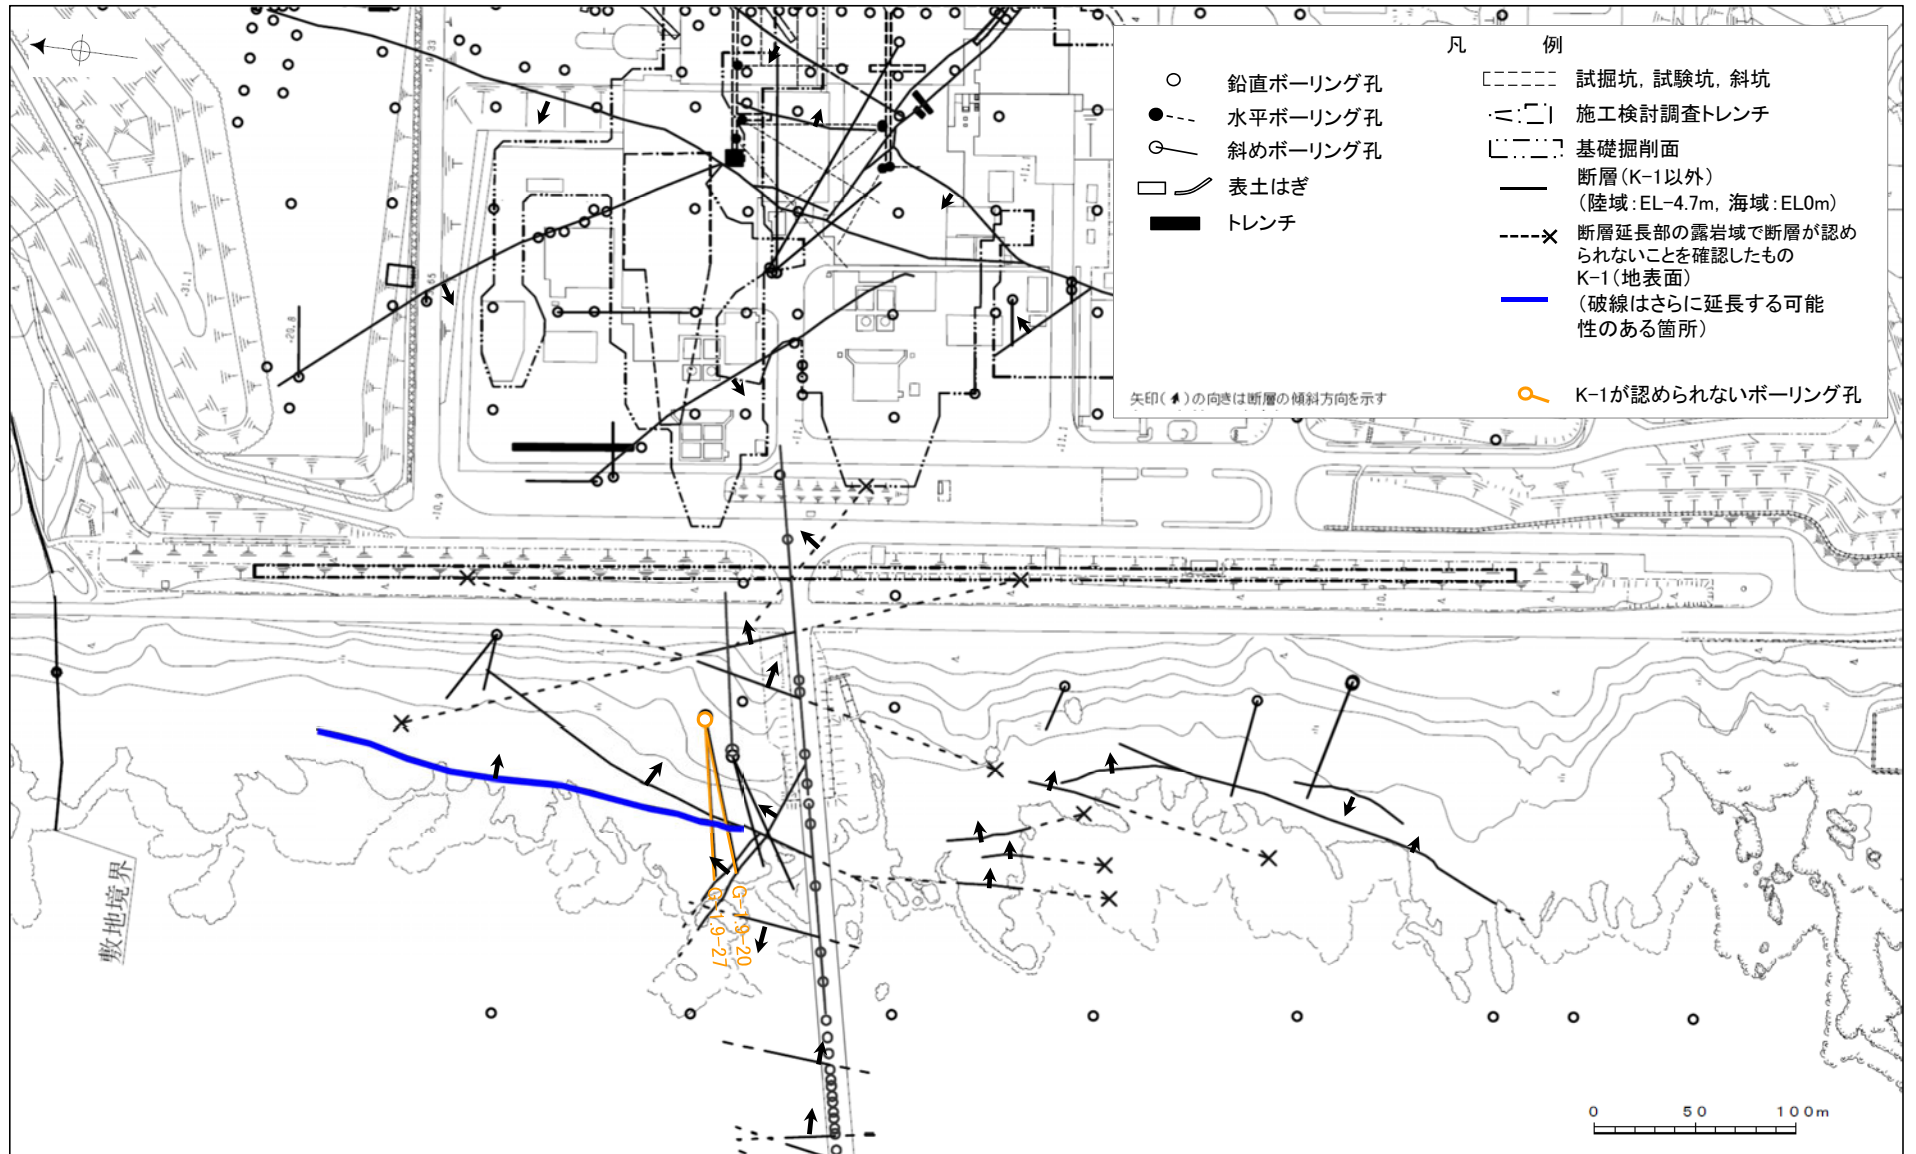 凡 例
鉛直ボーリング孔
水平ボーリング孔
斜めボーリング孔
表土はぎ
トレンチ
試掘坑，試験坑，斜坑
施工検討調査トレンチ
基礎掘削面
断層（K-1以外）
（陸域：EL-4.7m，海域：EL0m）
断層延長部の露岩域で断層が認め
られないことを確認したもの
K-1（地表面）
（破線はさらに延長する可能
性のある箇所）
K-1が認められないボーリング孔
矢印（ ）の向きは断層の傾斜方向を示す
敷地境界
G-1.9-27
G-1.9-20
0 50 100m